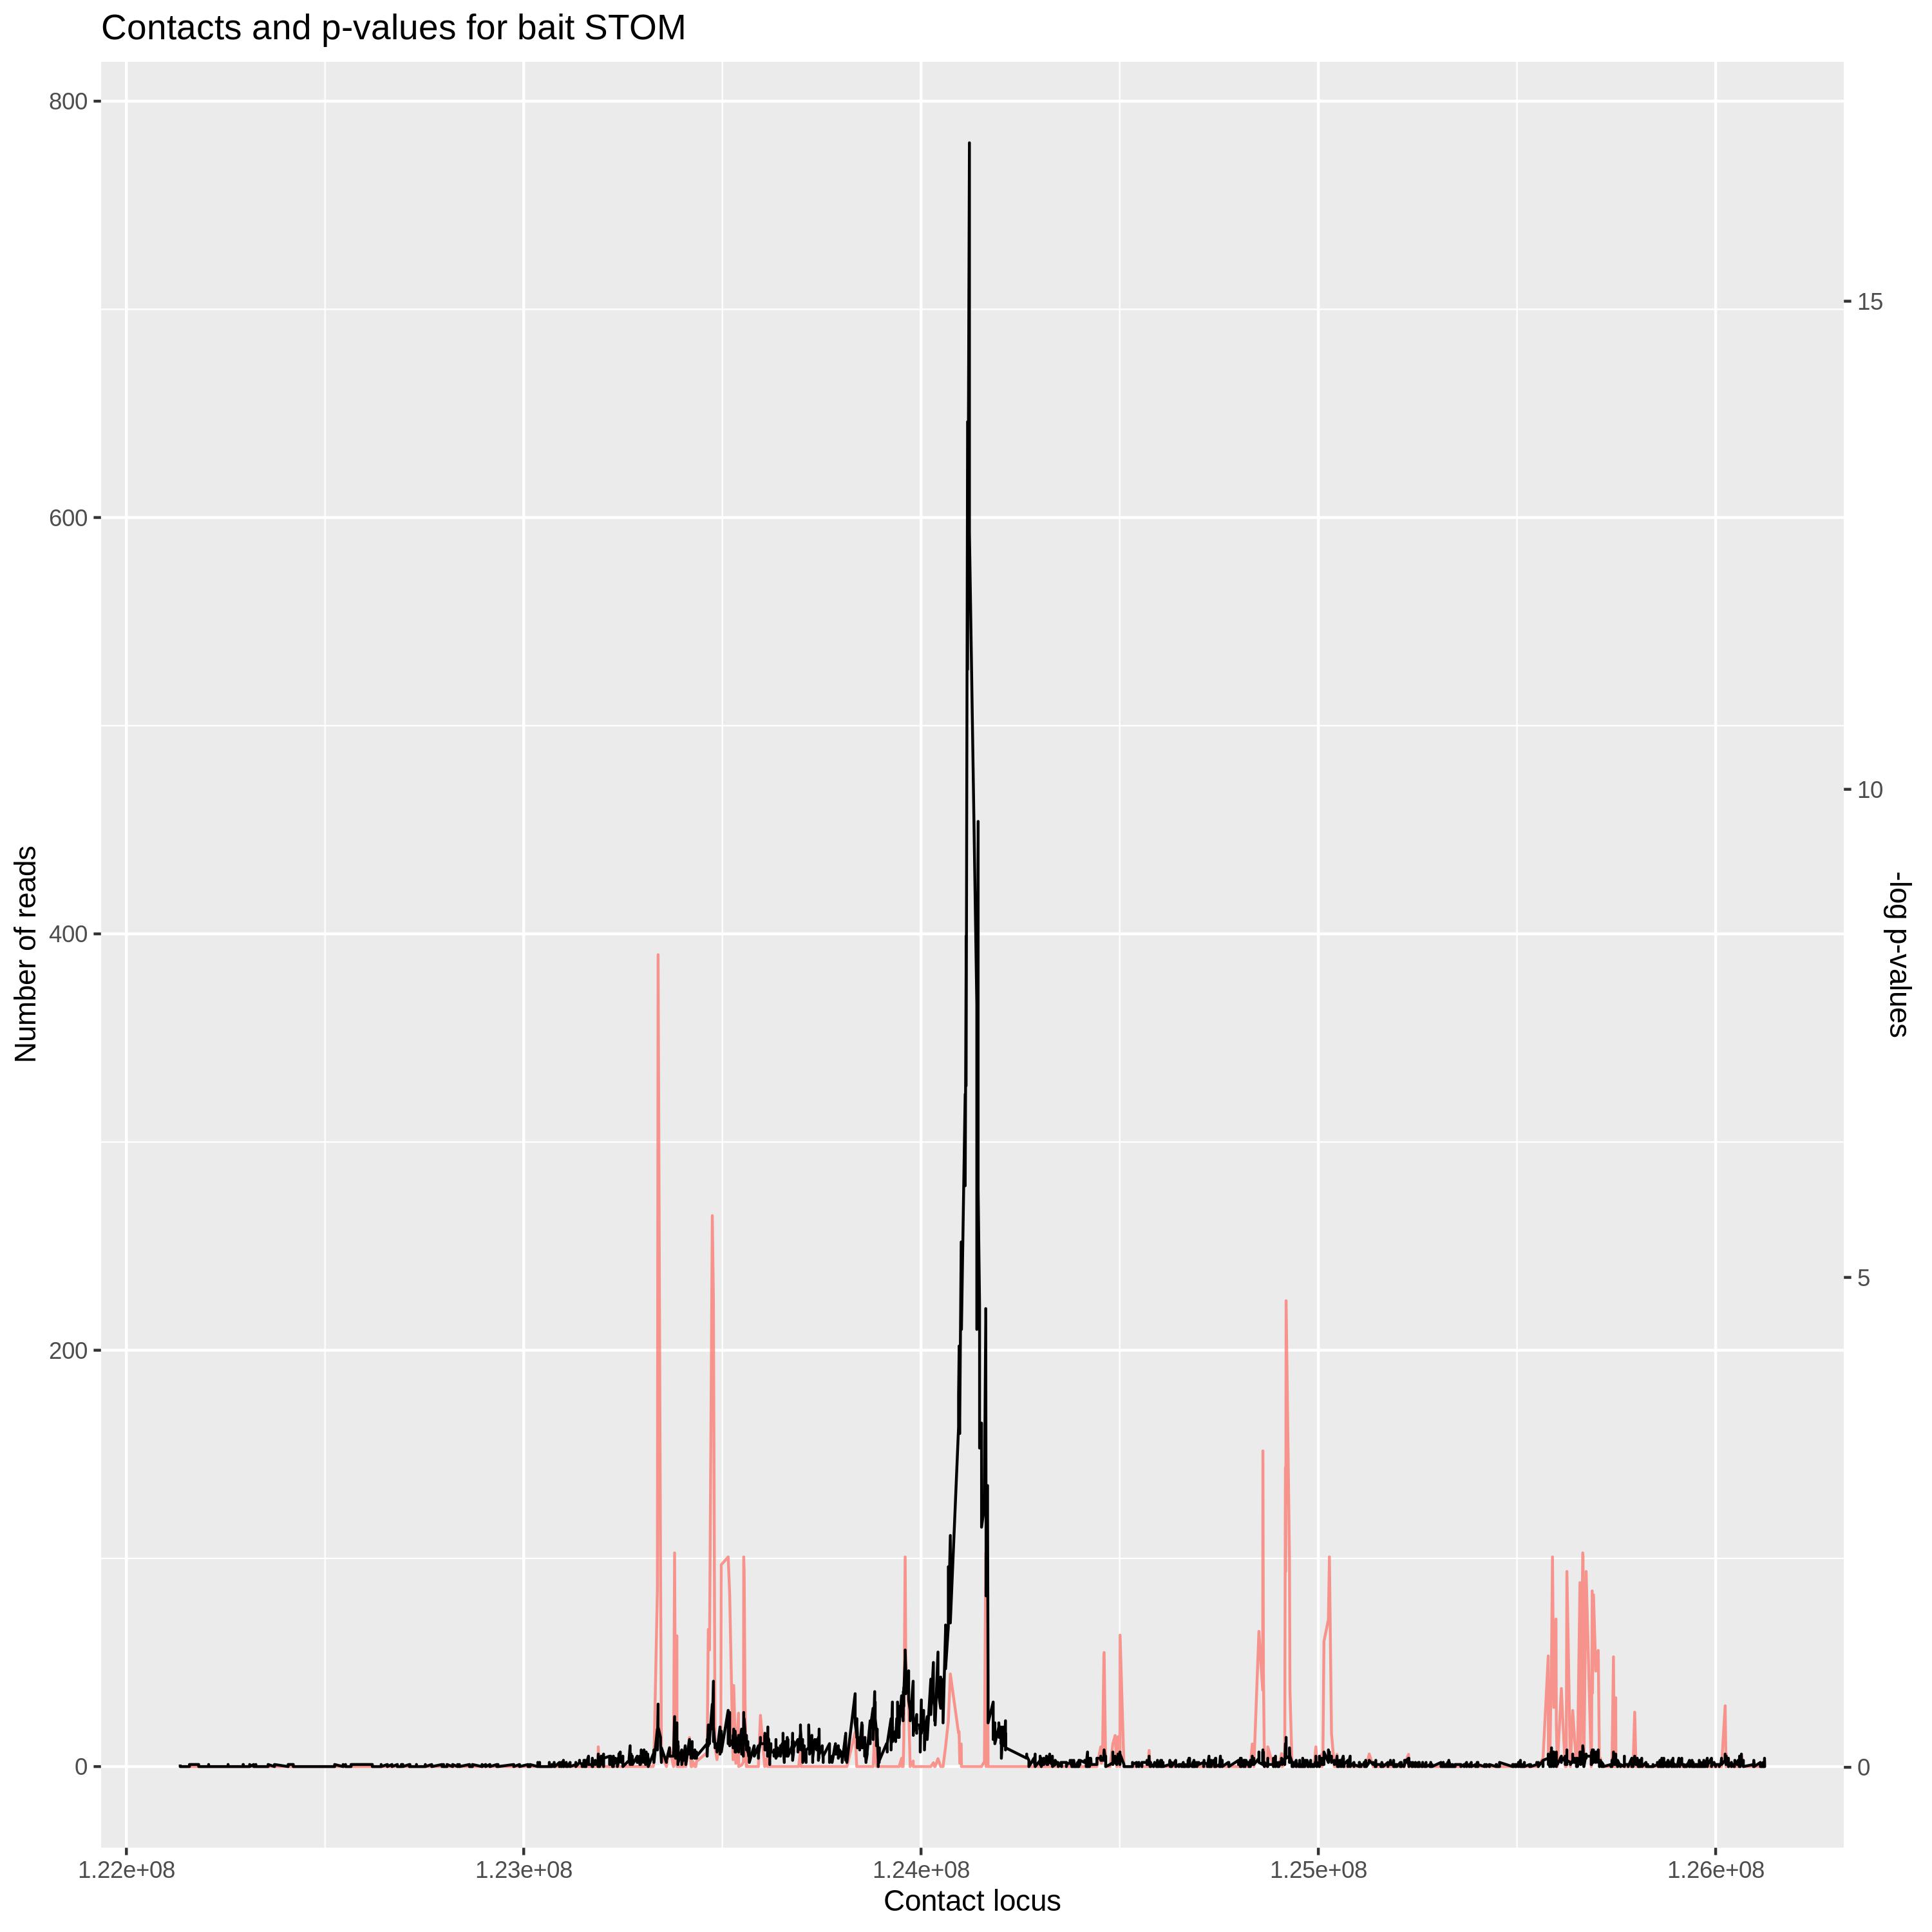 Contacts and p-values for bait STOM
800
600
400
200
0
Number of reads
15
10
5
0
-log p-values
1.22e+08
1.23e+08
1.24e+08
1.25e+08
1.26e+08
Contact locus